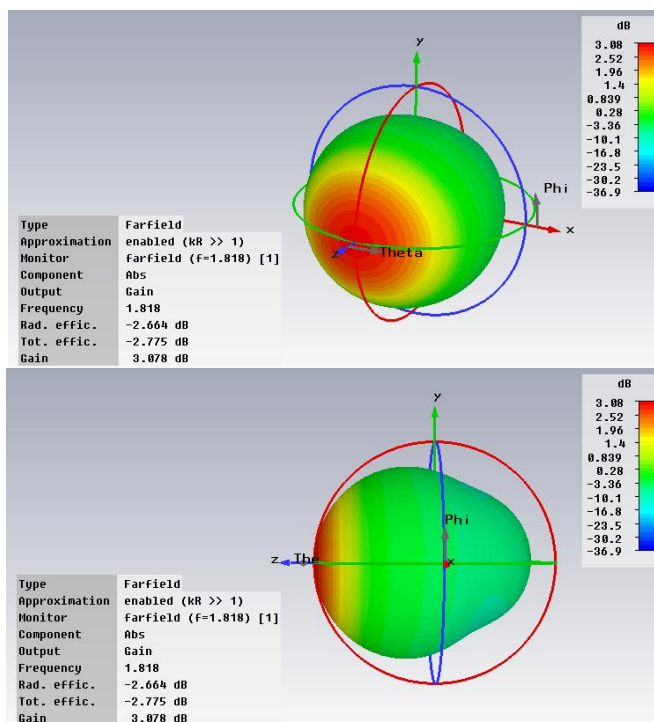 y
dB
3.08
2.52
1.96
1.4
0.839
0.28
-3.36
-10.1
-16.8
-23.5
-30.2
-36.9
Phi
x
z
Theta
Type Farfield
Approximation enabled (kR >> 1)
Monitor farfield (f=1.818) [1]
Component Abs
Output Gain
Frequency 1.818
Rad. effic. -2.664 dB
Tot. effic. -2.775 dB
Gain 3.078 dB
y
dB
3.08
2.52
1.96
1.4
0.839
0.28
-3.36
-10.1
-16.8
-23.5
-30.2
-36.9
Phi
z The x
Type Farfield
Approximation enabled (kR >> 1)
Monitor farfield (f=1.818) [1]
Component Abs
Output Gain
Frequency 1.818
Rad. effic. -2.664 dB
Tot. effic. -2.775 dB
Gain 3.078 dB